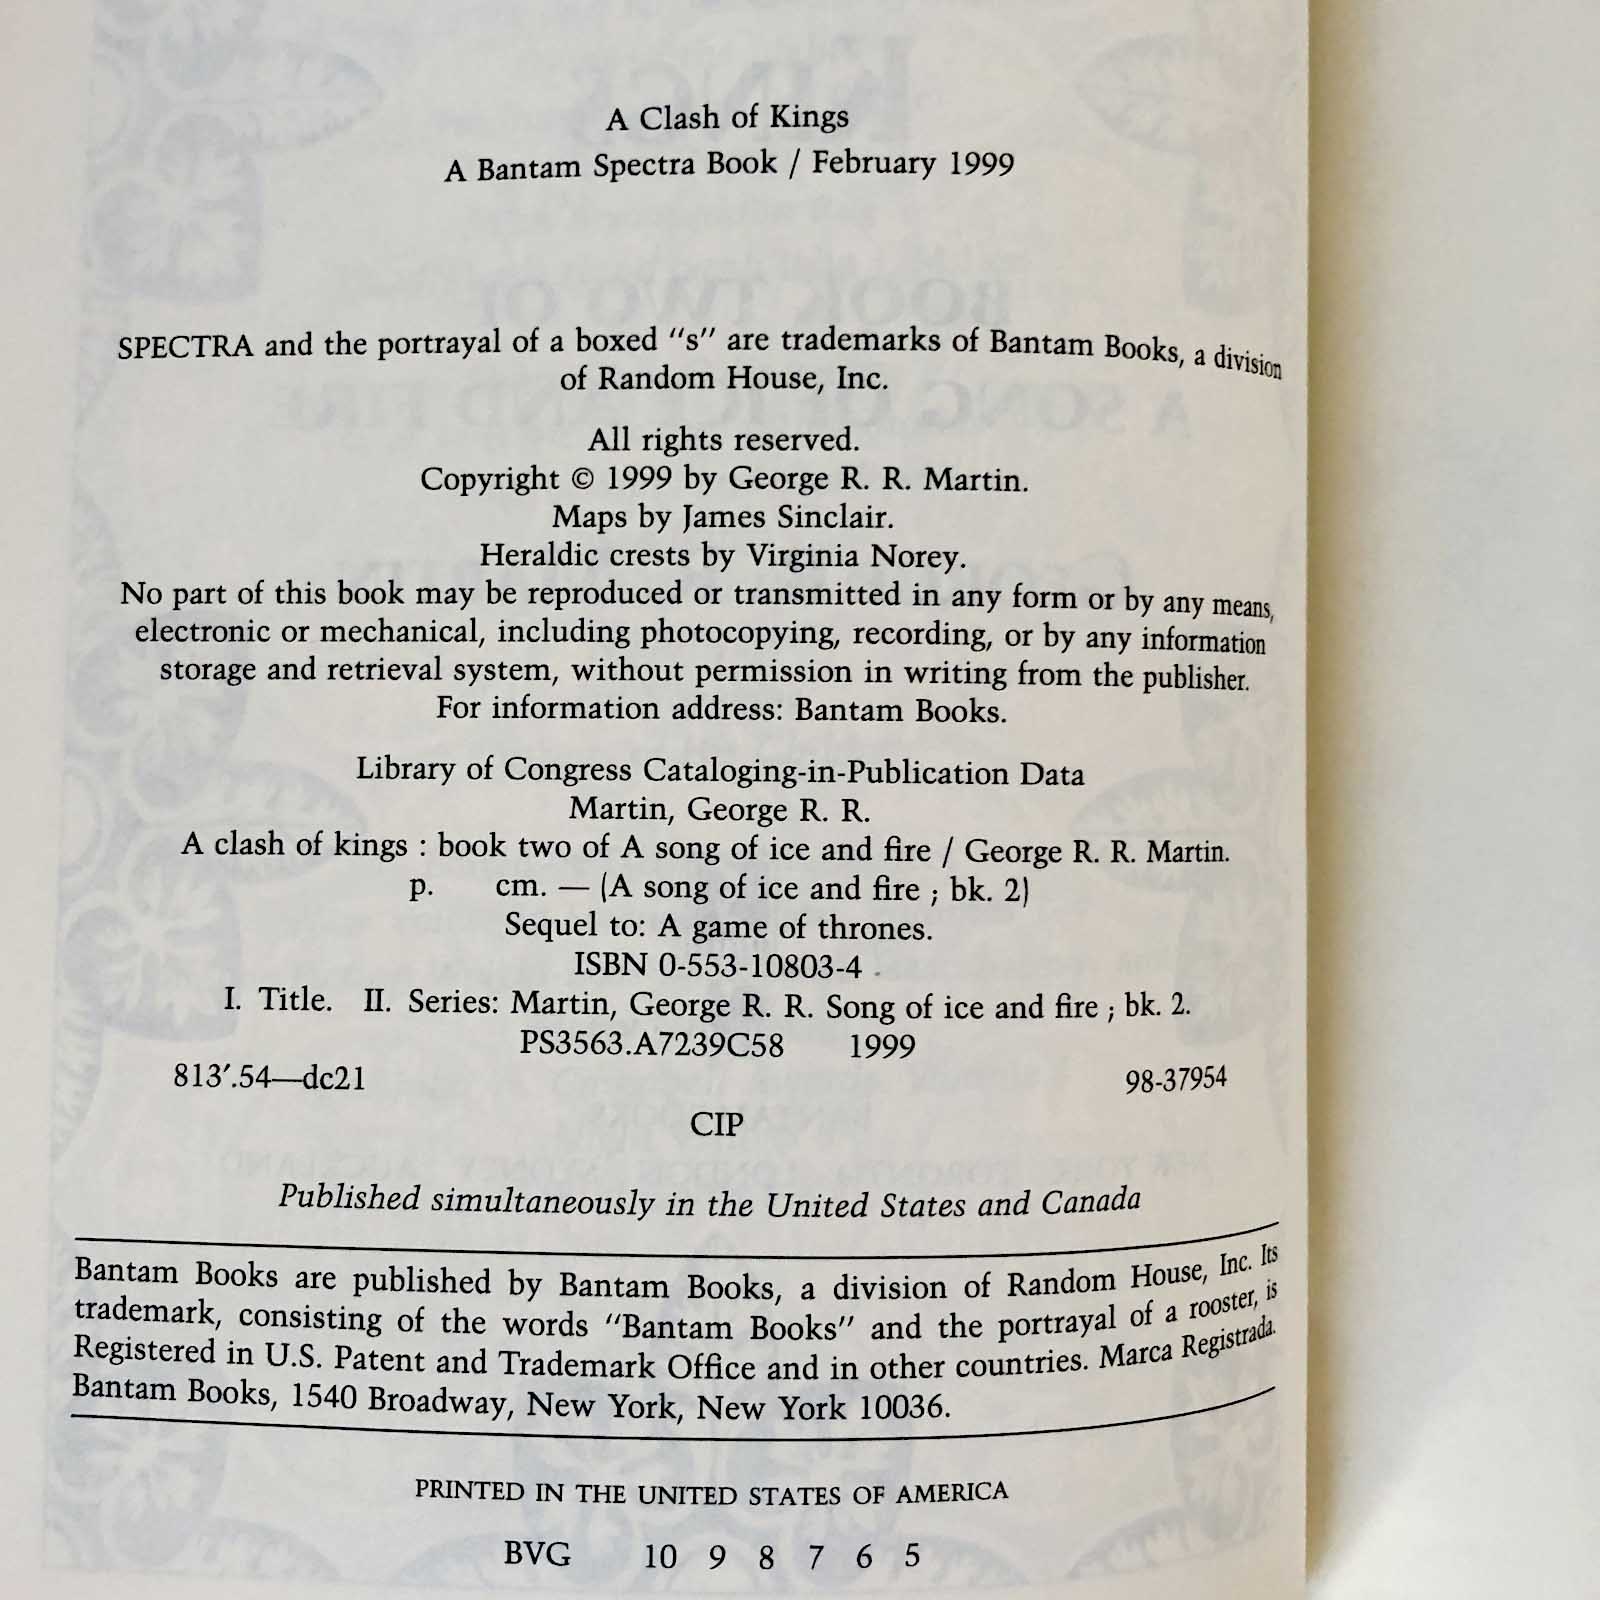 A Clash of Kings
A Bantam Spectra Book / February 1999
SPECTRA and the portrayal of a boxed "s" are trademarks of Bantam Books, a division
of Random House, Inc.
All rights reserved.
Copyright © 1999 by George R. R. Martin.
Maps by James Sinclair.
Heraldic crests by Virginia Norey.
No part of this book may be reproduced or transmitted in any form or by any means,
electronic or mechanical, including photocopying, recording, or by any information
storage and retrieval system, without permission in writing from the publisher.
For information address: Bantam Books.
Library of Congress Cataloging-in-Publication Data
Martin, George R. R.
A clash of kings : book two of A song of ice and fire / George R. R. Martin.
p. cm. — (A song of ice and fire ; bk. 2)
Sequel to: A game of thrones.
ISBN 0-553-10803-4
I. Title. II. Series: Martin, George R. R. Song of ice and fire ; bk. 2.
PS3563.A7239C58 1999
813'.54—dc21 98-37954
CIP
Published simultaneously in the United States and Canada
Bantam Books are published by Bantam Books, a division of Random House, Inc. Its
trademark, consisting of the words "Bantam Books" and the portrayal of a rooster, is
Registered in U.S. Patent and Trademark Office and in other countries. Marca Registrada.
Bantam Books, 1540 Broadway, New York, New York 10036.
PRINTED IN THE UNITED STATES OF AMERICA
BVG 10 9 8 7 6 5